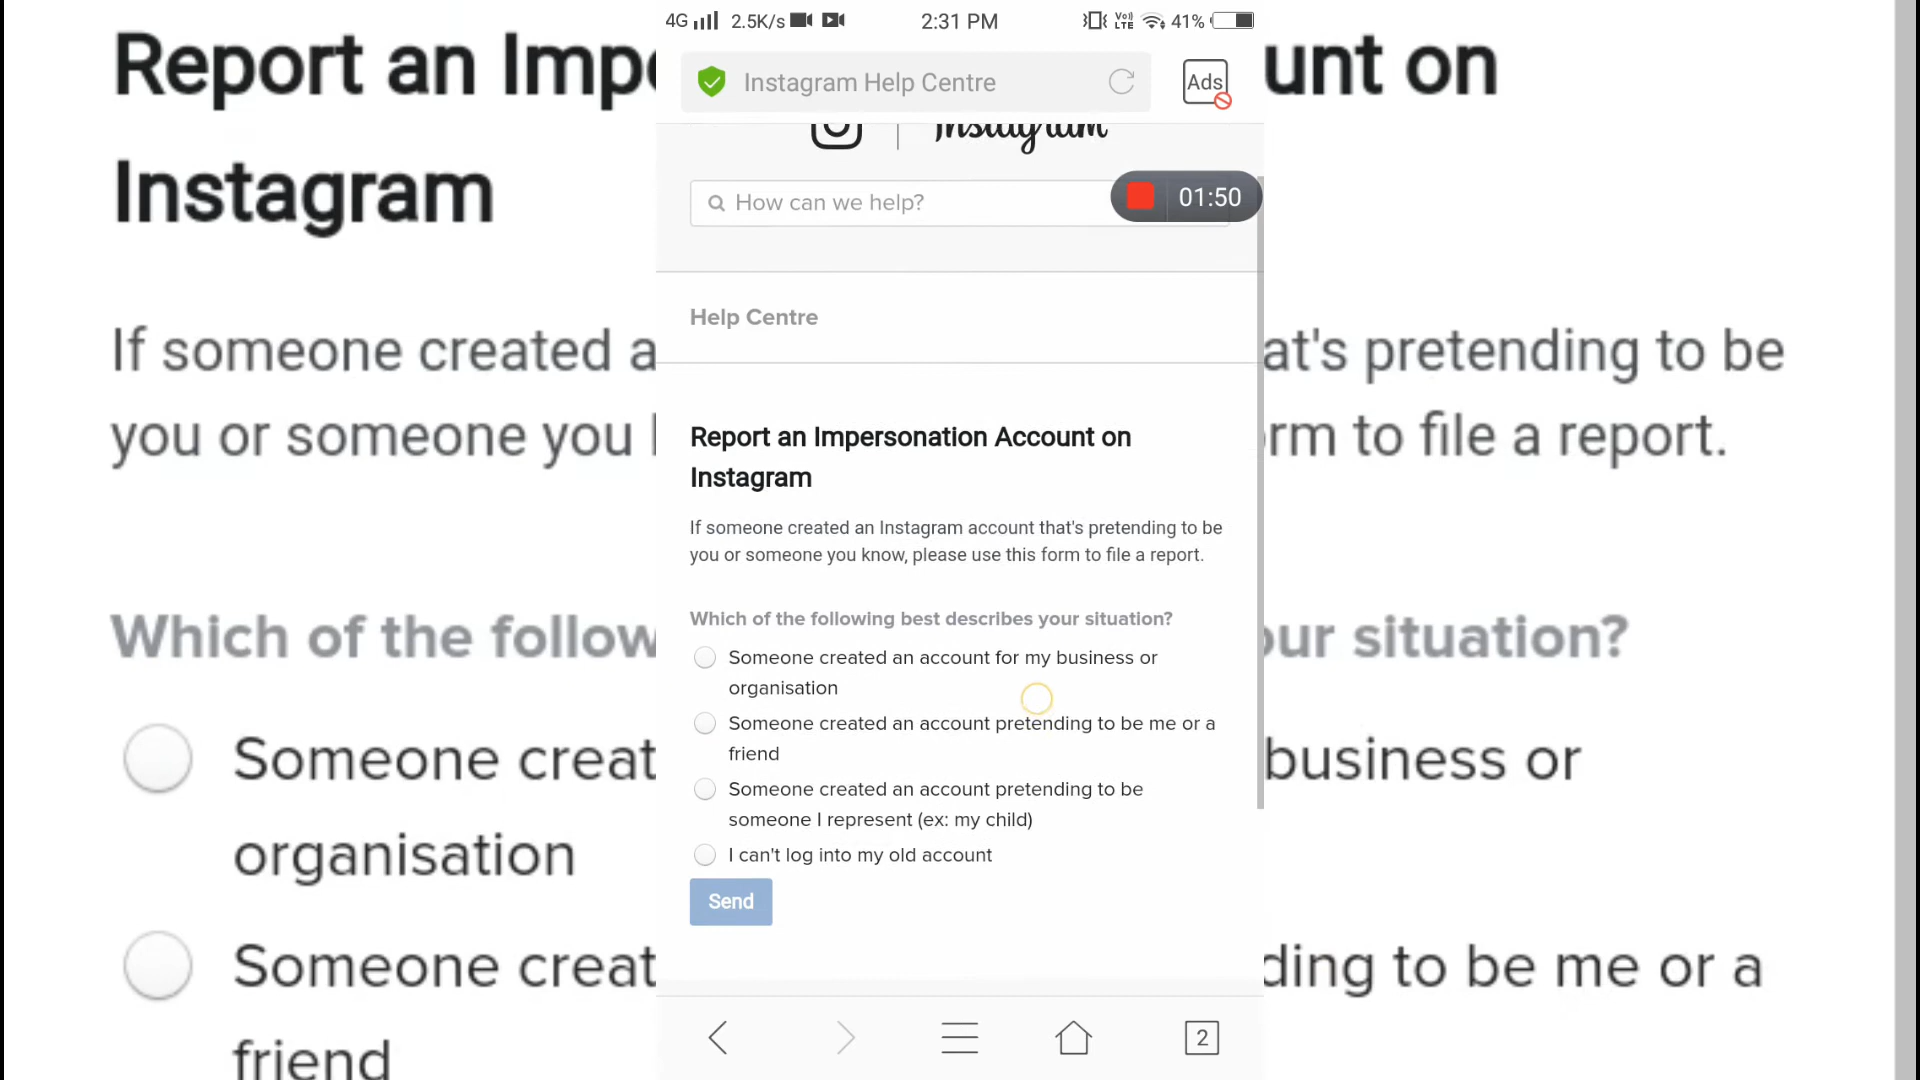 4G 2.5K/s 2:31 PM Vo)) LTE 41%
Instagram Help Centre Ads
Instagram
How can we help? 01:50
Help Centre
Report an Impersonation Account on
Instagram
If someone created an Instagram account that's pretending to be
you or someone you know, please use this form to file a report.
Which of the following best describes your situation?
Someone created an account for my business or
organisation
Someone created an account pretending to be me or a
friend
Someone created an account pretending to be
someone I represent (ex: my child)
I can't log into my old account
Send
2
Report an Imp unt on
Instagram
If someone created a at's pretending to be
you or someone you rm to file a report.
Which of the follow our situation?
Someone creat business or
organisation
Someone creat ding to be me or a
friend